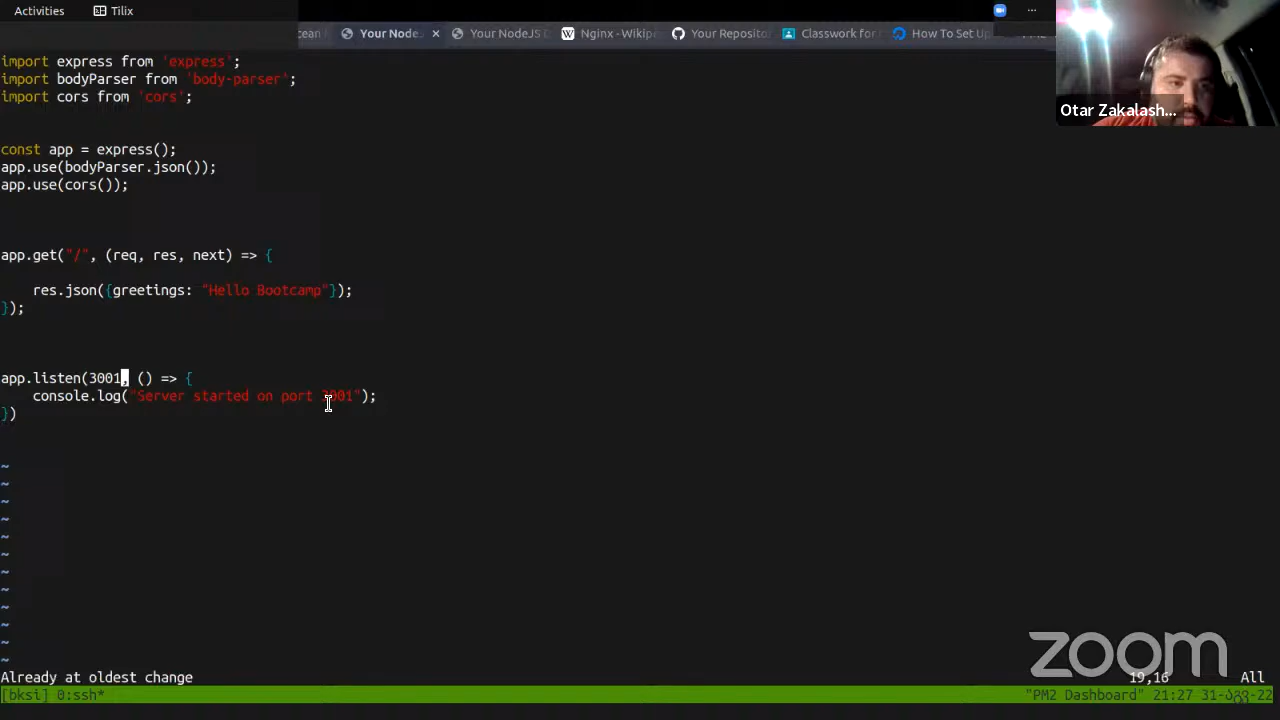 Activities
Tilix
Your Node
Your NodeJS D
Nginx - Wikipe
Your Reposito
Classwork for
How To Set Up
Otar Zakalash...
import express from 'express';
import bodyParser from 'body-parser';
import cors from 'cors';
const app = express();
app.use(bodyParser.json());
app.use(cors());
app.get("/", (req, res, next) => {
res.json({greetings: "Hello Bootcamp"});
});
app.listen(3001, () => {
console.log("Server started on port 3001");
})
~
~
~
~
~
~
~
~
~
~
~
~
zoom
Already at oldest change
19,16
All
[bksi] 0:ssh*
"PM2 Dashboard" 21:27